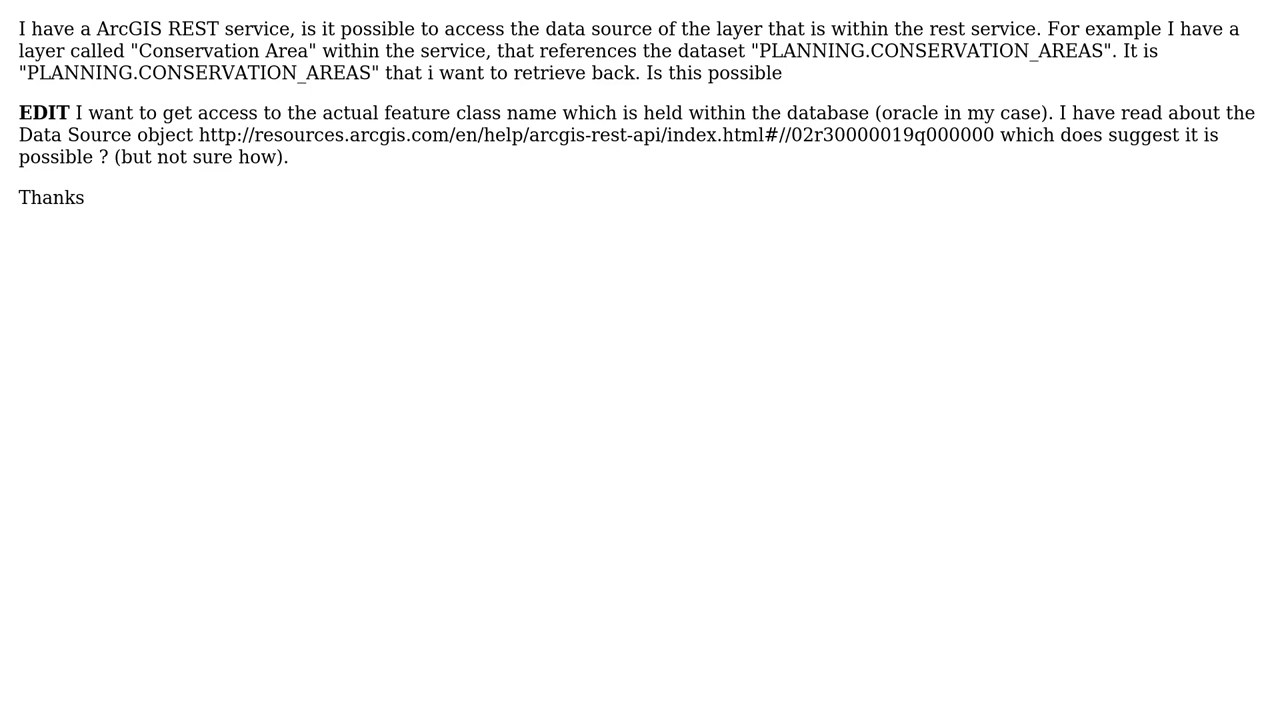 I have a ArcGIS REST service, is it possible to access the data source of the layer that is within the rest service. For example I have a
layer called "Conservation Area" within the service, that references the dataset "PLANNING.CONSERVATION_AREAS". It is
"PLANNING.CONSERVATION_AREAS" that i want to retrieve back. Is this possible
EDIT I want to get access to the actual feature class name which is held within the database (oracle in my case). I have read about the
Data Source object http://resources.arcgis.com/en/help/arcgis-rest-api/index.html#//02r30000019q000000 which does suggest it is
possible ? (but not sure how).
Thanks